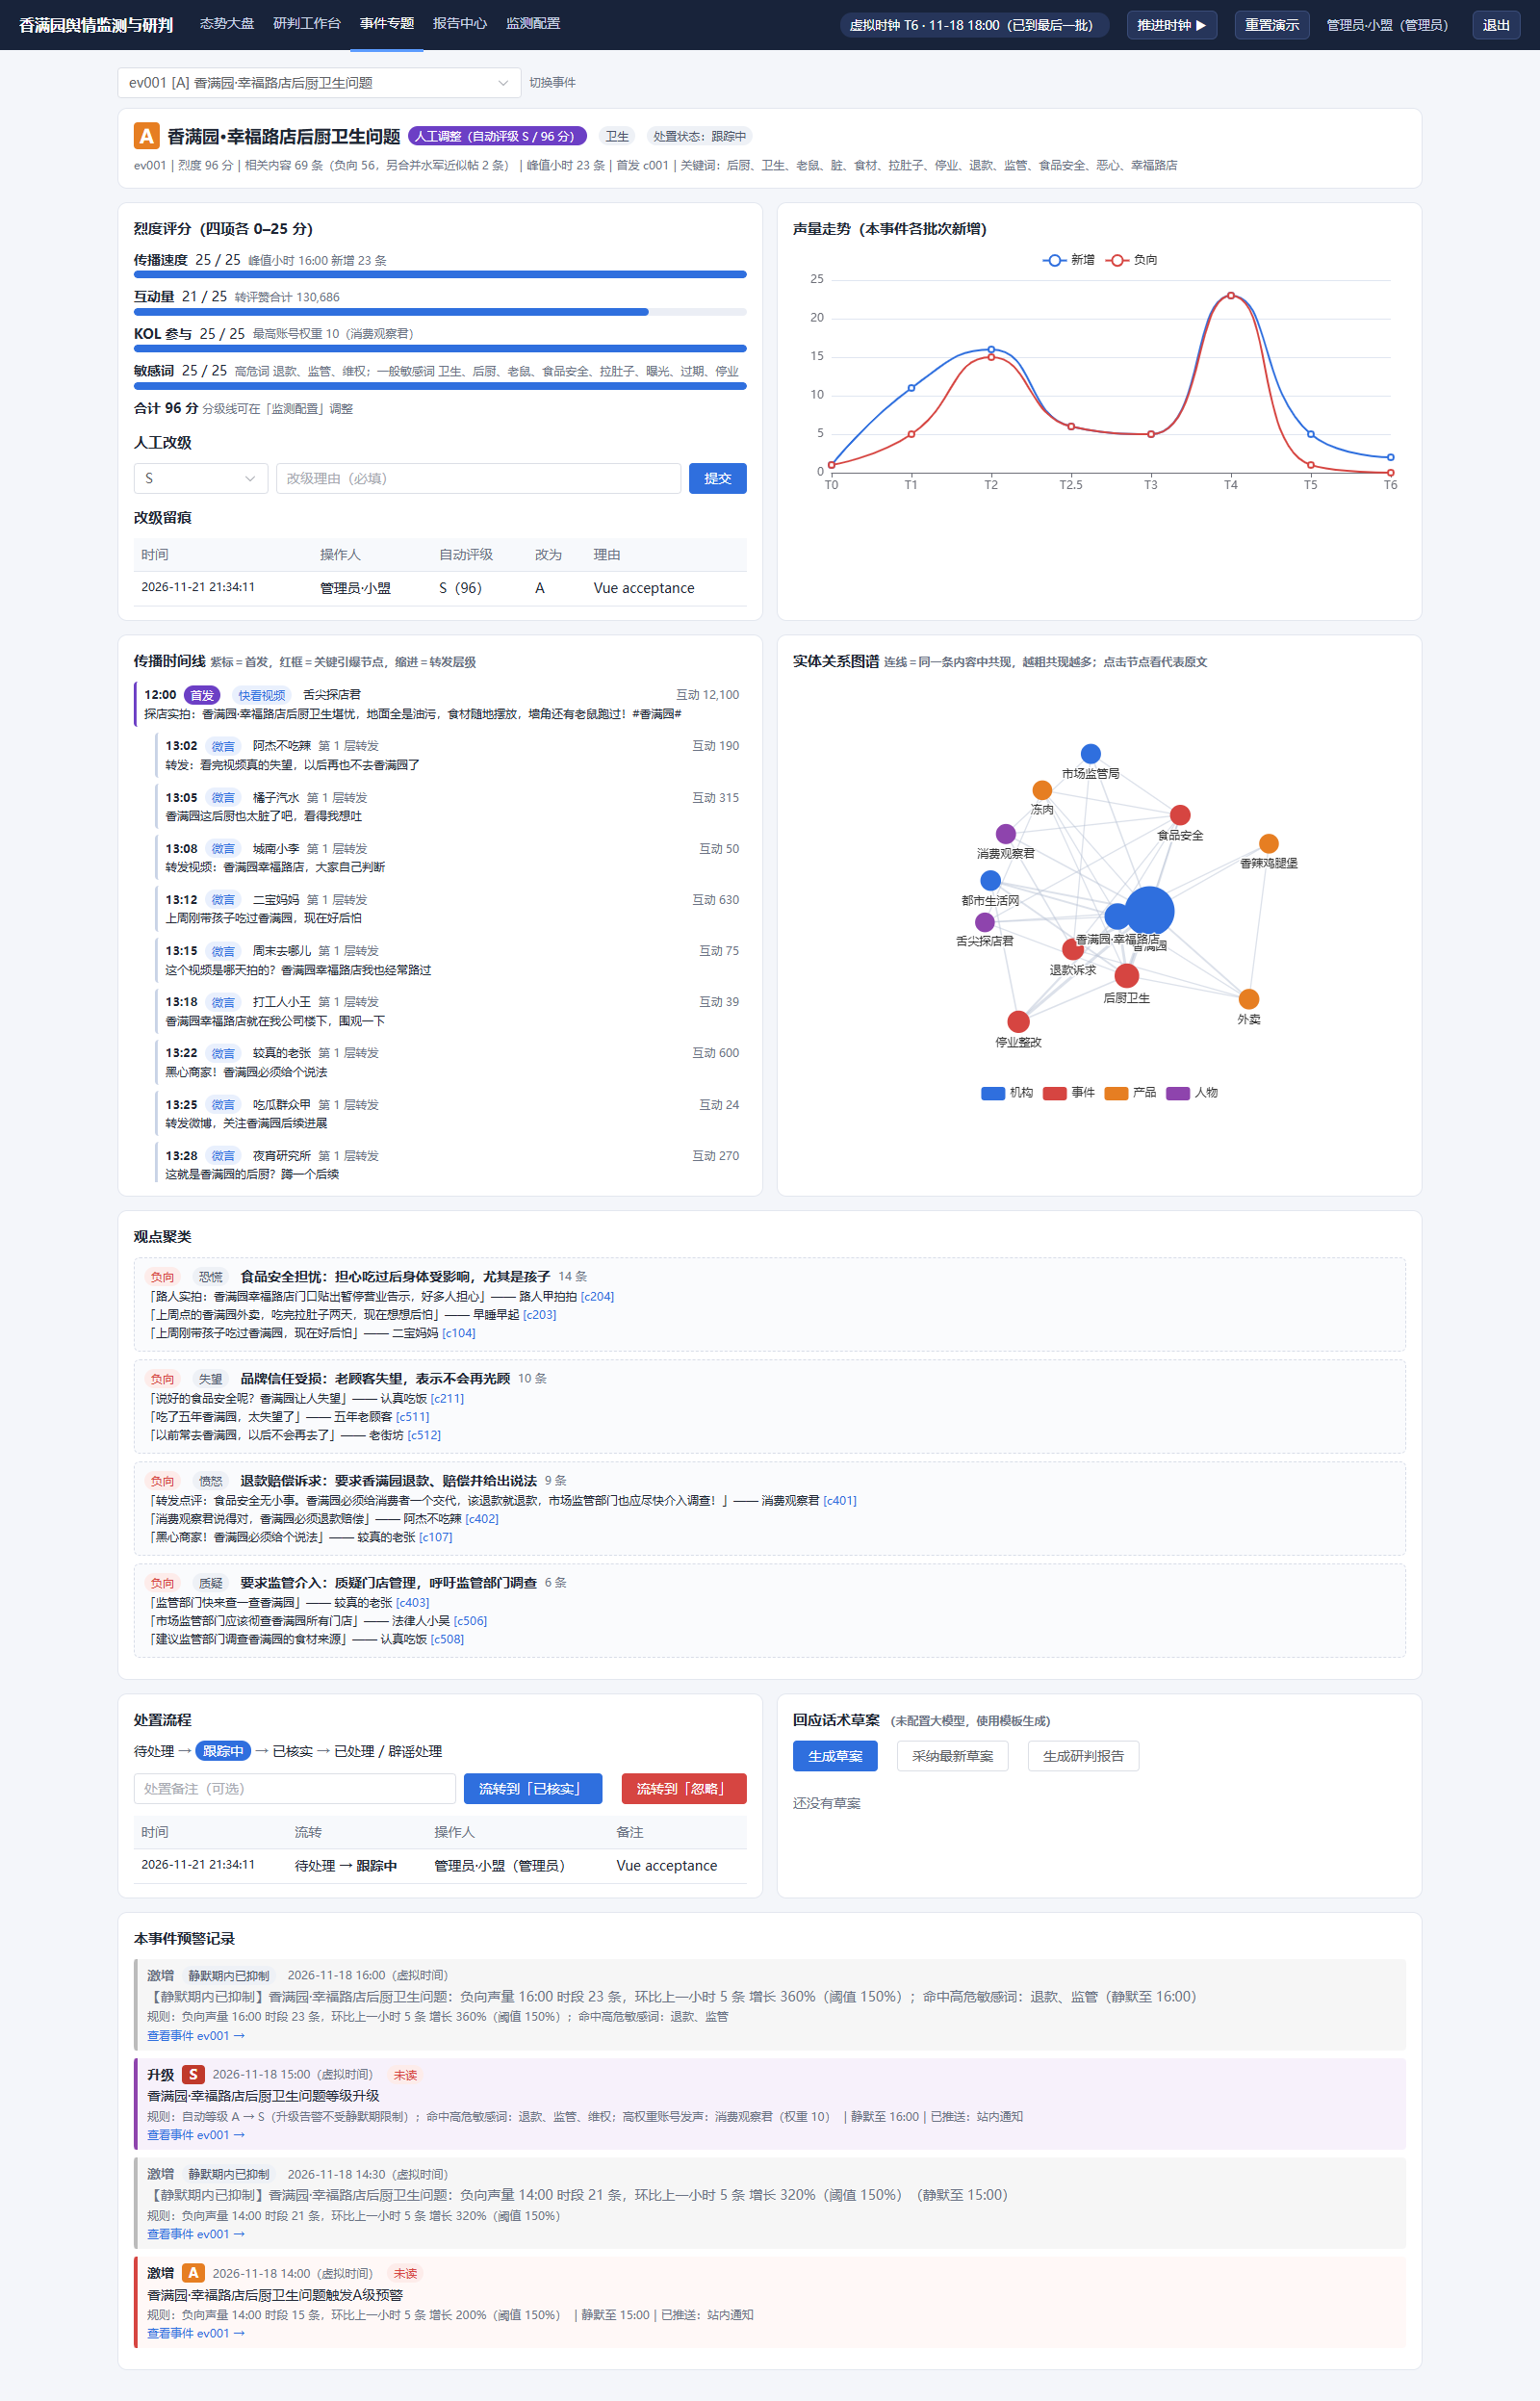 香满园舆情监测与研判 态势大盘 研判工作台 事件专题 报告中心 监测配置 虚拟时钟 T6 · 11-18 18:00（已到最后一批） 推进时钟 ▶ 重置演示 管理员·小盟（管理员） 退出
ev001 [A] 香满园·幸福路店后厨卫生问题 切换事件
A 香满园·幸福路店后厨卫生问题 人工调整（自动评级 S / 96 分） 卫生 处置状态：跟踪中
ev001 | 烈度 96 分 | 相关内容 69 条（负向 56，另合并水军近似帖 2 条） | 峰值小时 23 条 | 首发 c001 | 关键词：后厨、卫生、老鼠、脏、食材、拉肚子、停业、退款、监管、食品安全、恶心、幸福路店
烈度评分（四项各 0–25 分）
传播速度 25 / 25 峰值小时 16:00 新增 23 条
互动量 21 / 25 转评赞合计 130,686
KOL 参与 25 / 25 最高账号权重 10（消费观察君）
敏感词 25 / 25 高危词 退款、监管、维权；一般敏感词 卫生、后厨、老鼠、食品安全、拉肚子、曝光、过期、停业
合计 96 分 分级线可在「监测配置」调整
人工改级
S 改级理由（必填） 提交
改级留痕
时间 操作人 自动评级 改为 理由
2026-11-21 21:34:11 管理员·小盟 S（96） A Vue acceptance
声量走势（本事件各批次新增）
新增 负向
25
20
15
10
5
0
T0 T1 T2 T2.5 T3 T4 T5 T6
传播时间线 紫标 = 首发，红框 = 关键引爆节点，缩进 = 转发层级
12:00 首发 快看视频 舌尖探店君 互动 12,100
探店实拍：香满园·幸福路店后厨卫生堪忧，地面全是油污，食材随地摆放，墙角还有老鼠跑过！#香满园#
13:02 微言 阿杰不吃辣 第 1 层转发 互动 190
转发：看完视频真的失望，以后再也不去香满园了
13:05 微言 橘子汽水 第 1 层转发 互动 315
香满园这后厨也太脏了吧，看得我想吐
13:08 微言 城南小李 第 1 层转发 互动 50
转发视频：香满园幸福路店，大家自己判断
13:12 微言 二宝妈妈 第 1 层转发 互动 630
上周刚带孩子吃过香满园，现在好后怕
13:15 微言 周末去哪儿 第 1 层转发 互动 75
这个视频是哪天拍的？香满园幸福路店我也经常路过
13:18 微言 打工人小王 第 1 层转发 互动 39
香满园幸福路店就在我公司楼下，围观一下
13:22 微言 较真的老张 第 1 层转发 互动 600
黑心商家！香满园必须给个说法
13:25 微言 吃瓜群众甲 第 1 层转发 互动 24
转发微博，关注香满园后续进展
13:28 微言 夜宵研究所 第 1 层转发 互动 270
这就是香满园的后厨？蹲一个后续
实体关系图谱 连线 = 同一条内容中共现，越粗共现越多；点击节点看代表原文
市场监管局
冻肉
食品安全
消费观察君
香辣鸡腿堡
都市生活网
舌尖探店君
香满园·幸福路店
香满园
退款诉求
后厨卫生
外卖
停业整改
机构 事件 产品 人物
观点聚类
负向 恐慌 食品安全担忧：担心吃过后身体受影响，尤其是孩子 14 条
「路人实拍：香满园幸福路店门口贴出暂停营业告示，好多人担心」—— 路人甲拍拍 [c204]
「上周点的香满园外卖，吃完拉肚子两天，现在想想后怕」—— 早睡早起 [c203]
「上周刚带孩子吃过香满园，现在好后怕」—— 二宝妈妈 [c104]
负向 失望 品牌信任受损：老顾客失望，表示不会再光顾 10 条
「说好的食品安全呢？香满园让人失望」—— 认真吃饭 [c211]
「吃了五年香满园，太失望了」—— 五年老顾客 [c511]
「以前常去香满园，以后不会再去了」—— 老街坊 [c512]
负向 愤怒 退款赔偿诉求：要求香满园退款、赔偿并给出说法 9 条
「转发点评：食品安全无小事。香满园必须给消费者一个交代，该退款就退款，市场监管部门也应尽快介入调查！」—— 消费观察君 [c401]
「消费观察君说得对，香满园必须退款赔偿」—— 阿杰不吃辣 [c402]
「黑心商家！香满园必须给个说法」—— 较真的老张 [c107]
负向 质疑 要求监管介入：质疑门店管理，呼吁监管部门调查 6 条
「监管部门快来查一查香满园」—— 较真的老张 [c403]
「市场监管部门应该彻查香满园所有门店」—— 法律人小吴 [c506]
「建议监管部门调查香满园的食材来源」—— 认真吃饭 [c508]
处置流程
待处理 → 跟踪中 → 已核实 → 已处理 / 辟谣处理
处置备注（可选） 流转到「已核实」 流转到「忽略」
时间 流转 操作人 备注
2026-11-21 21:34:11 待处理 → 跟踪中 管理员·小盟（管理员） Vue acceptance
回应话术草案 （未配置大模型，使用模板生成）
生成草案 采纳最新草案 生成研判报告
还没有草案
本事件预警记录
激增 静默期内已抑制 2026-11-18 16:00（虚拟时间）
【静默期内已抑制】香满园·幸福路店后厨卫生问题：负向声量 16:00 时段 23 条，环比上一小时 5 条 增长 360%（阈值 150%）；命中高危敏感词：退款、监管（静默至 16:00）
规则：负向声量 16:00 时段 23 条，环比上一小时 5 条 增长 360%（阈值 150%）；命中高危敏感词：退款、监管
查看事件 ev001 →
升级 S 2026-11-18 15:00（虚拟时间） 未读
香满园·幸福路店后厨卫生问题等级升级
规则：自动等级 A → S（升级告警不受静默期限制）；命中高危敏感词：退款、监管、维权；高权重账号发声：消费观察君（权重 10） | 静默至 16:00 | 已推送：站内通知
查看事件 ev001 →
激增 静默期内已抑制 2026-11-18 14:30（虚拟时间）
【静默期内已抑制】香满园·幸福路店后厨卫生问题：负向声量 14:00 时段 21 条，环比上一小时 5 条 增长 320%（阈值 150%）（静默至 15:00）
规则：负向声量 14:00 时段 21 条，环比上一小时 5 条 增长 320%（阈值 150%）
查看事件 ev001 →
激增 A 2026-11-18 14:00（虚拟时间） 未读
香满园·幸福路店后厨卫生问题触发A级预警
规则：负向声量 14:00 时段 15 条，环比上一小时 5 条 增长 200%（阈值 150%） | 静默至 15:00 | 已推送：站内通知
查看事件 ev001 →